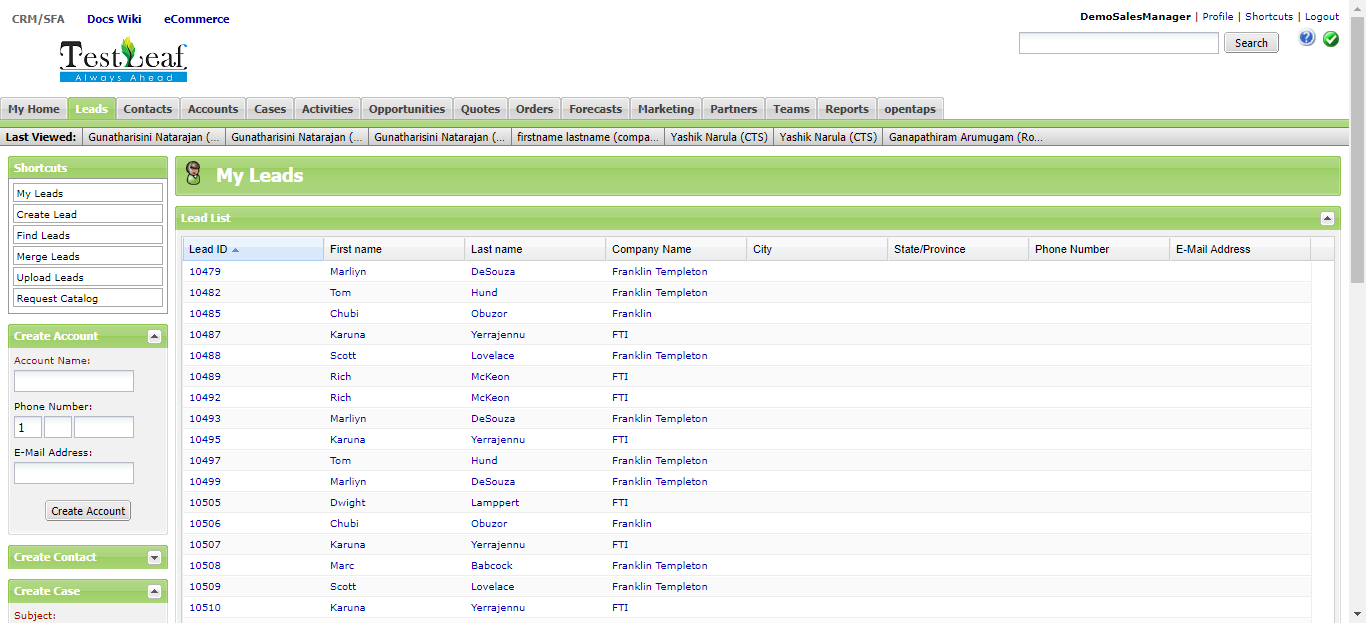 CRM/SFA Docs Wiki eCommerce
DemoSalesManager | Profile | Shortcuts | Logout
TestLeaf
Always Ahead
Search
My Home Leads Contacts Accounts Cases Activities Opportunities Quotes Orders Forecasts Marketing Partners Teams Reports opentaps
Last Viewed: Gunatharisini Natarajan (... Gunatharisini Natarajan (... Gunatharisini Natarajan (... firstname lastname (compa... Yashik Narula (CTS) Yashik Narula (CTS) Ganapathiram Arumugam (Ro...
Shortcuts
My Leads
Create Lead
Find Leads
Merge Leads
Upload Leads
Request Catalog
Create Account
Account Name:
Phone Number:
1
E-Mail Address:
Create Account
Create Contact
Create Case
Subject:
My Leads
Lead List
Lead ID First name Last name Company Name City State/Province Phone Number E-Mail Address
10479 Marliyn DeSouza Franklin Templeton
10482 Tom Hund Franklin Templeton
10485 Chubi Obuzor Franklin
10487 Karuna Yerrajennu FTI
10488 Scott Lovelace Franklin Templeton
10489 Rich McKeon FTI
10492 Rich McKeon FTI
10493 Marliyn DeSouza Franklin Templeton
10495 Karuna Yerrajennu FTI
10497 Tom Hund Franklin Templeton
10499 Marliyn DeSouza Franklin Templeton
10505 Dwight Lamppert FTI
10506 Chubi Obuzor Franklin
10507 Karuna Yerrajennu FTI
10508 Marc Babcock Franklin Templeton
10509 Scott Lovelace Franklin Templeton
10510 Karuna Yerrajennu FTI